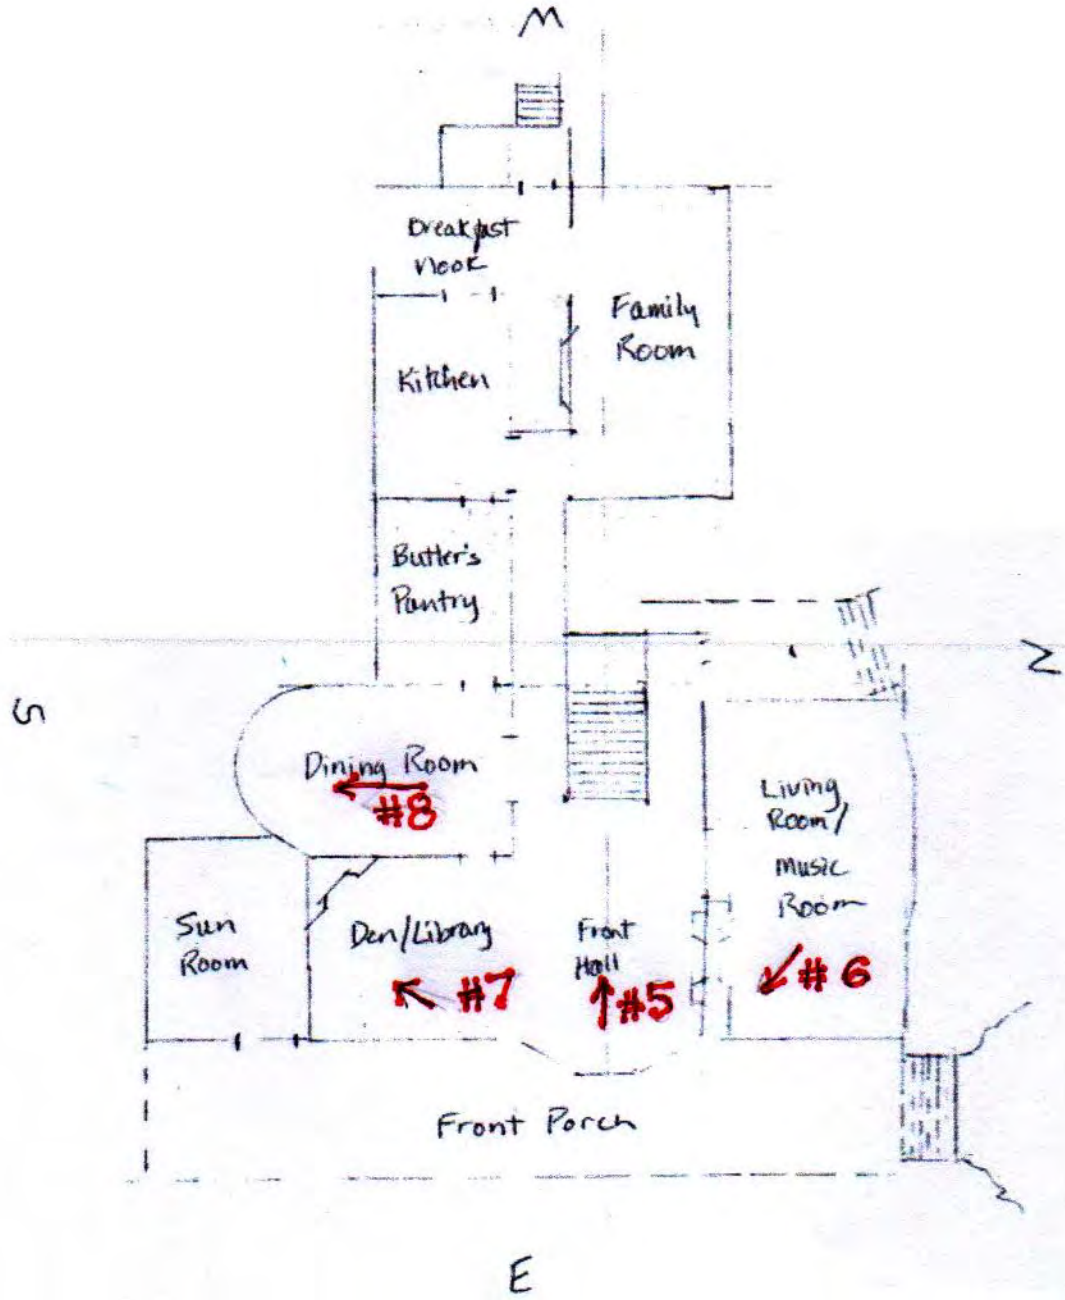 W
Breakfast
Nook
Family
Room
Kitchen
Butler's
Pantry
N
S
Dining Room
#8
Living
Room/
Music
Room
Sun
Room
Den/Library
Front
Hall
#7
#5
#6
Front Porch
E